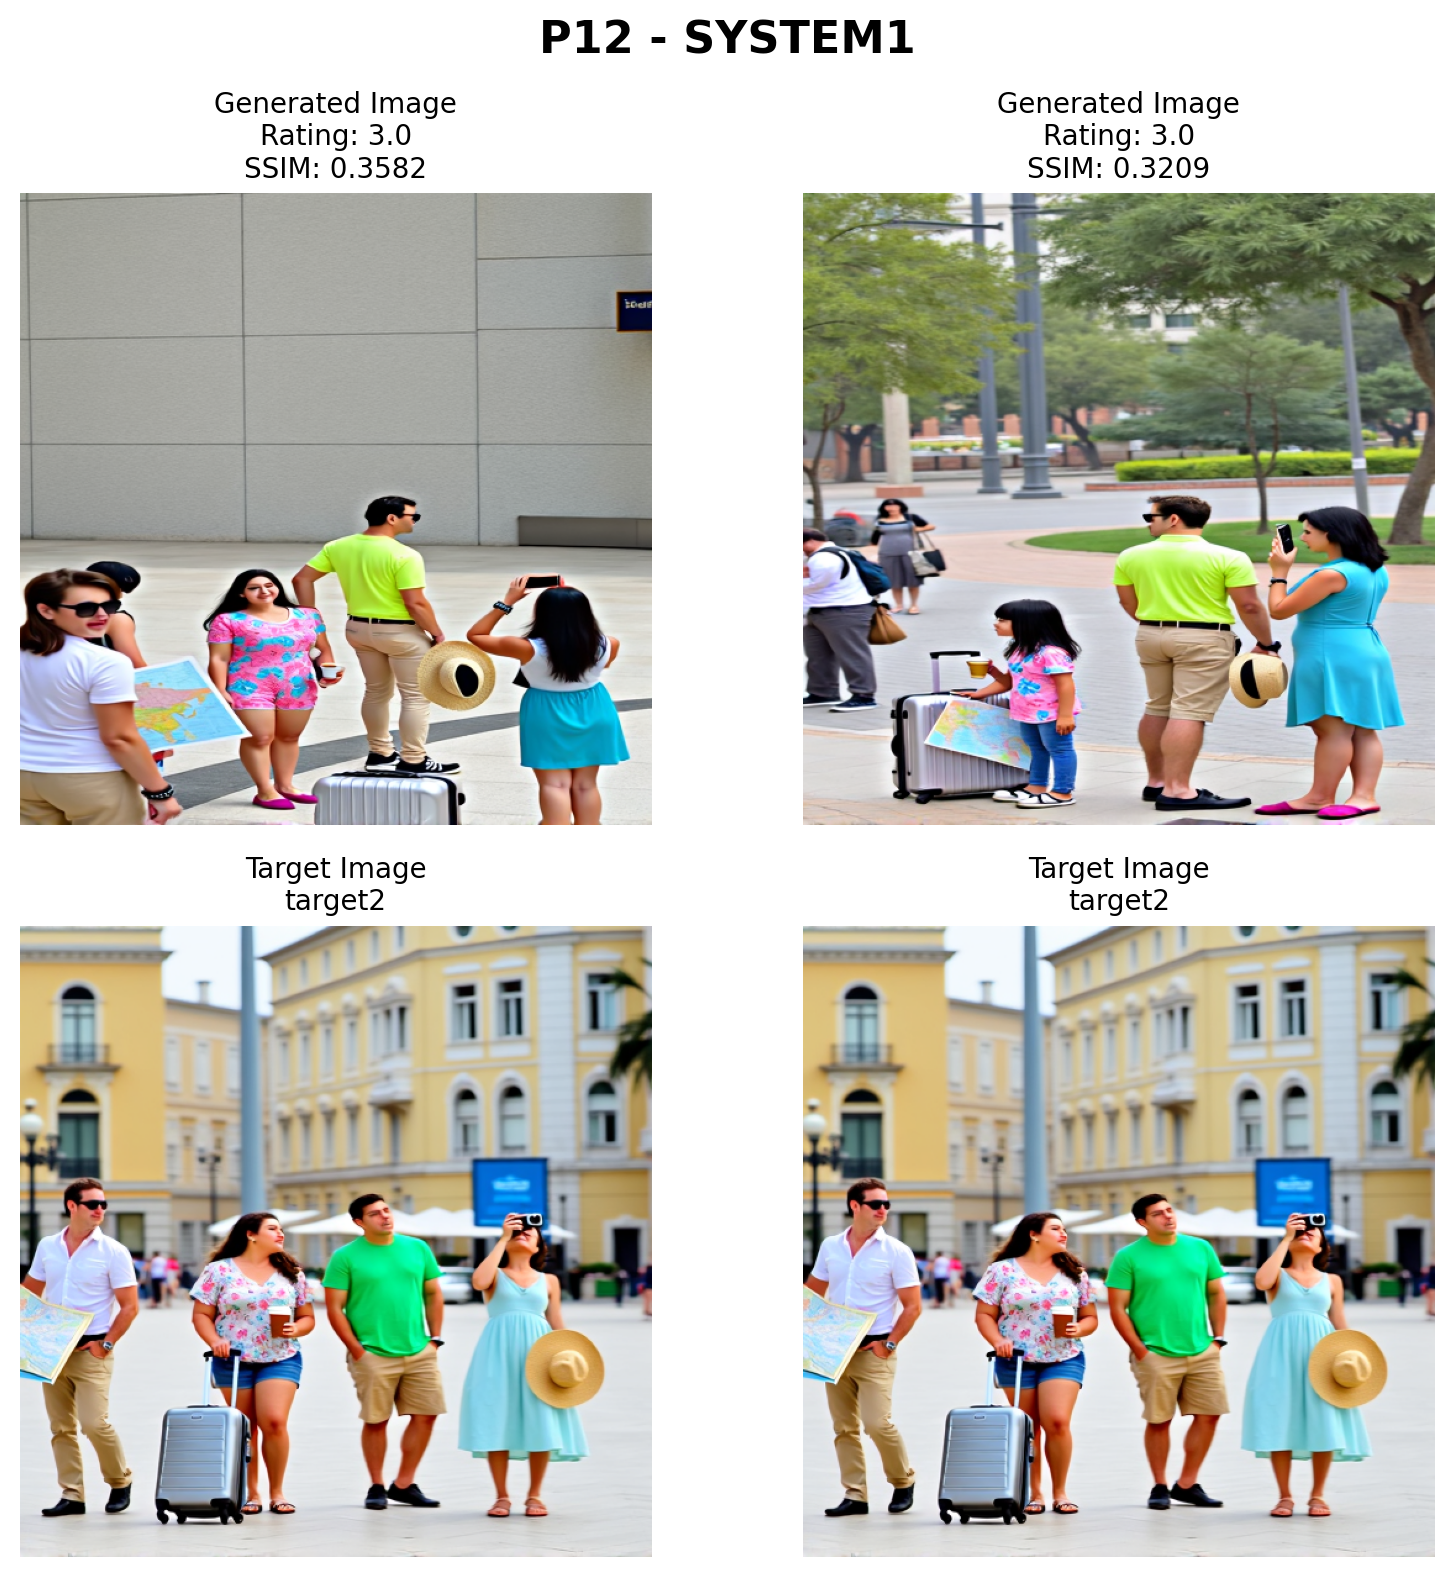 P12 - SYSTEM1
Generated Image
Rating: 3.0
SSIM: 0.3582
Generated Image
Rating: 3.0
SSIM: 0.3209
Target Image
target2
Target Image
target2